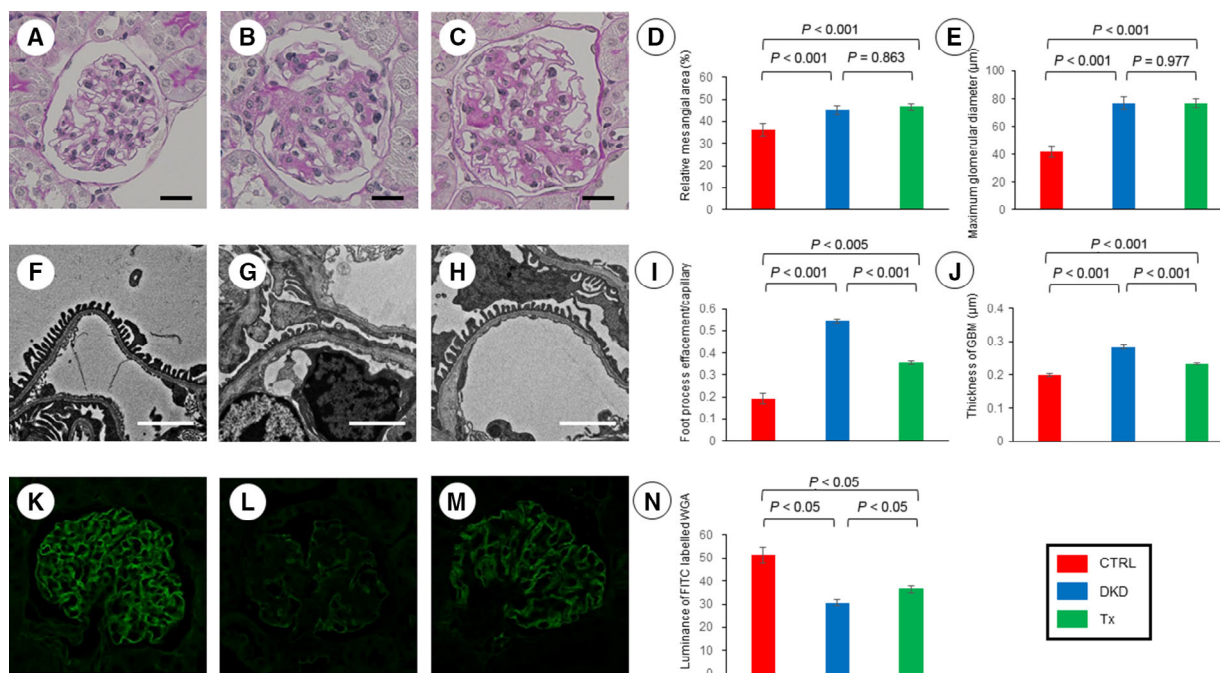 A
B
C
D
P < 0.001
P < 0.001
P = 0.863
Relative mesangial area (%)
60
50
40
30
20
10
0
E
P < 0.001
P < 0.001
P = 0.977
Maximum glomerular diameter (µm)
100
80
60
40
20
0
F
G
H
I
P < 0.005
P < 0.001
P < 0.001
Foot process effacement/capillary
0.6
0.5
0.4
0.3
0.2
0.1
0
J
P < 0.001
P < 0.001
P < 0.001
Thickness of GBM (µm)
0.4
0.3
0.2
0.1
0
K
L
M
N
P < 0.05
P < 0.05
P < 0.05
Luminance of FITC labelled WGA
60
50
40
30
20
10
0
CTRL
DKD
Tx